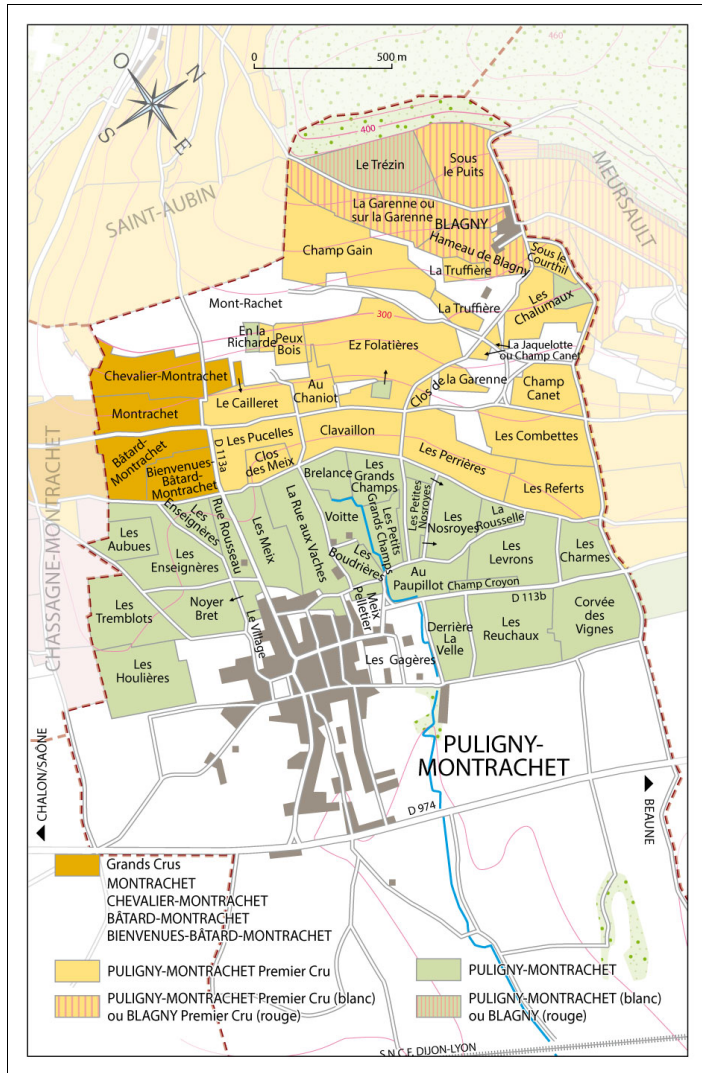 460
O
N
S
E
0
500 m
400
Le Trézin
Sous
le Puits
MEURSAULT
SAINT-AUBIN
La Garenne ou
sur la Garenne
BLAGNY
Hameau de Blagny
Champ Gain
Sous le
Courthil
La Truffière
Mont-Rachet
La Truffière
Les
Chalumaux
300
En la
Richarde
Peux
Bois
Ez Folatières
La Jaquelotte
ou Champ Canet
Chevalier-Montrachet
Au
Chaniot
Clos de la Garenne
Champ
Canet
Le Cailleret
Montrachet
D 113a
Les Pucelles
Clavaillon
Les Combettes
Bâtard-
Montrachet
Bienvenues-
Bâtard-
Montrachet
Clos
des Meix
Les Perrières
Les Referts
Brelance
Les
Grands
Champs
Les
Enseignères
Rue Rousseau
Les Meix
La Rue aux Vaches
Voitte
Les Petits
Grands Champs
Les Petites
Nosroyes
Les
Nosroyes
La
Rousselle
Les
Aubues
Les
Enseignères
Les
Boudrières
Les
Levrons
Les
Charmes
Au
Paupillot
Champ Croyon
CHASSAGNE-MONTRACHET
Les
Tremblots
Noyer
Bret
Le Village
Meix
Pelletier
D 113b
Derrière
La
Velle
Les
Reuchaux
Corvée
des
Vignes
Les
Houlières
Les Gagères
PULIGNY-
MONTRACHET
CHALON/SAÔNE
BEAUNE
D 974
Grands Crus
MONTRACHET
CHEVALIER-MONTRACHET
BÂTARD-MONTRACHET
BIENVENUES-BÂTARD-MONTRACHET
PULIGNY-MONTRACHET Premier Cru
PULIGNY-MONTRACHET
PULIGNY-MONTRACHET Premier Cru (blanc)
ou BLAGNY Premier Cru (rouge)
PULIGNY-MONTRACHET (blanc)
ou BLAGNY (rouge)
S.N.C.F. DIJON-LYON